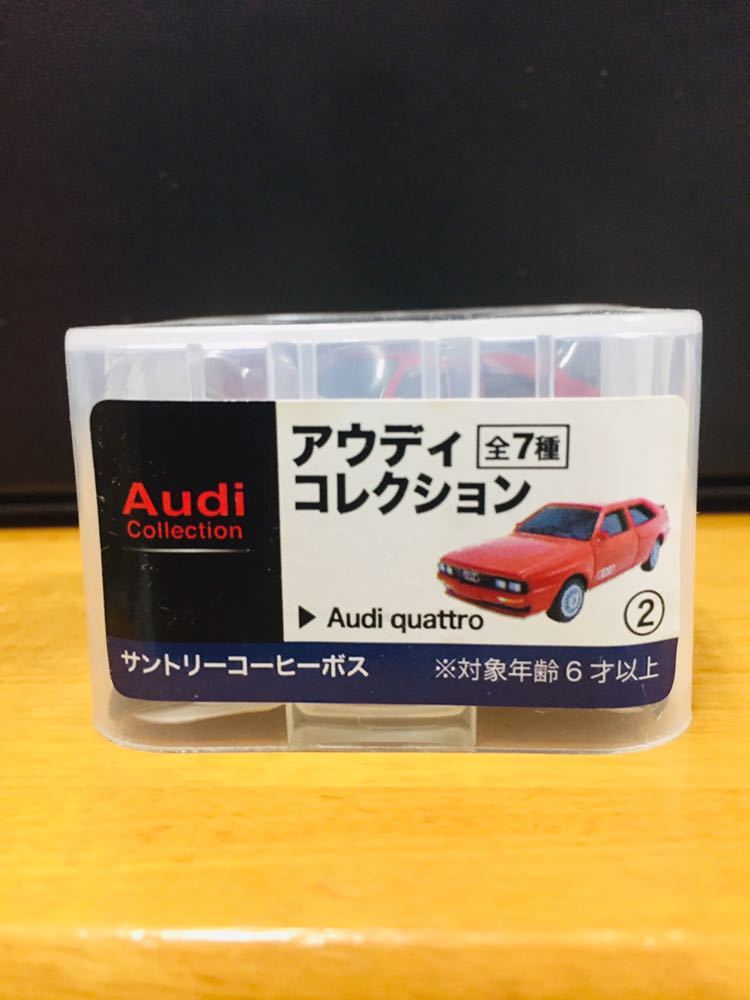 Audi
Collection
アウディ 全7種
コレクション
▶ Audi quattro
②
サントリーコーヒーボス
※対象年齢6才以上